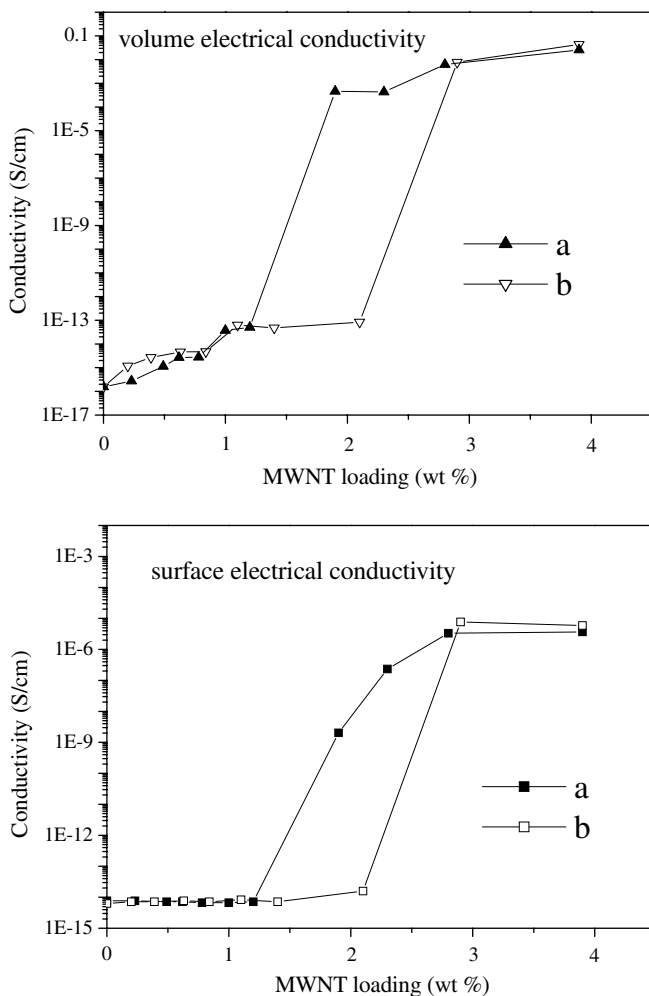 volume electrical conductivity
0.1
1E-5
1E-9
1E-13
1E-17
Conductivity (S/cm)
a
b
0 1 2 3 4
MWNT loading (wt %)
surface electrical conductivity
1E-3
1E-6
1E-9
1E-12
1E-15
Conductivity (S/cm)
a
b
0 1 2 3 4
MWNT loading (wt %)